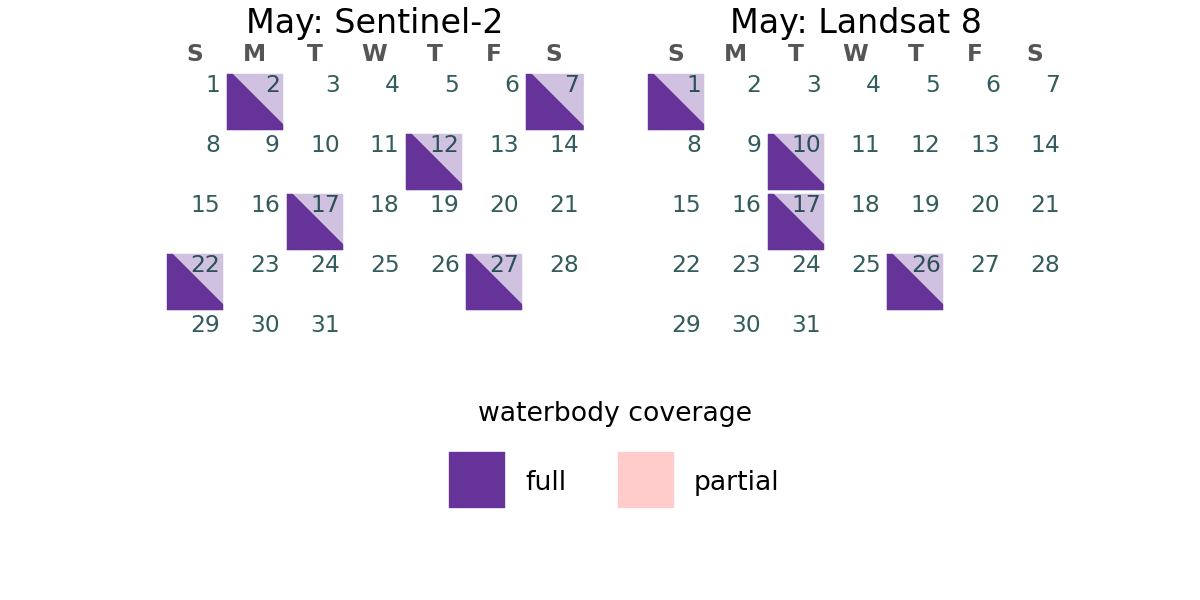 May: Sentinel-2
S M T W T F S
1 2 3 4 5 6 7
8 9 10 11 12 13 14
15 16 17 18 19 20 21
22 23 24 25 26 27 28
29 30 31
May: Landsat 8
S M T W T F S
1 2 3 4 5 6 7
8 9 10 11 12 13 14
15 16 17 18 19 20 21
22 23 24 25 26 27 28
29 30 31
waterbody coverage
full partial